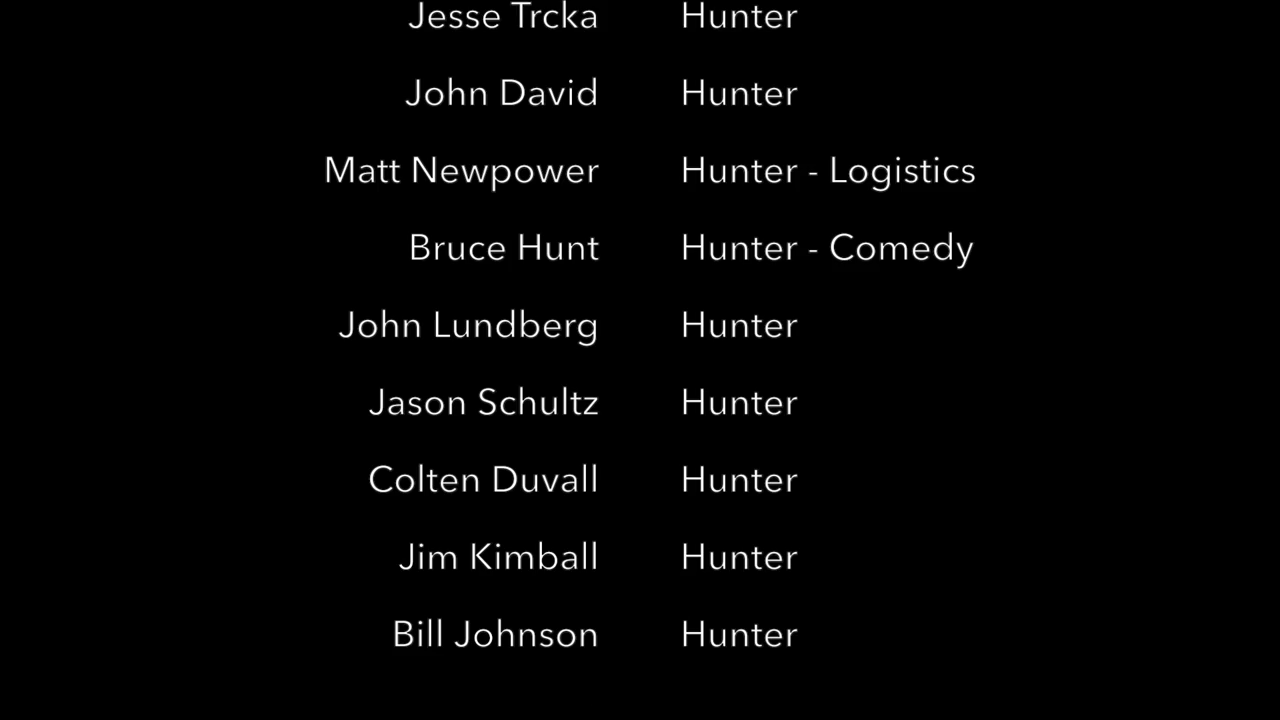 Jesse Trcka Hunter
John David Hunter
Matt Newpower Hunter - Logistics
Bruce Hunt Hunter - Comedy
John Lundberg Hunter
Jason Schultz Hunter
Colten Duvall Hunter
Jim Kimball Hunter
Bill Johnson Hunter